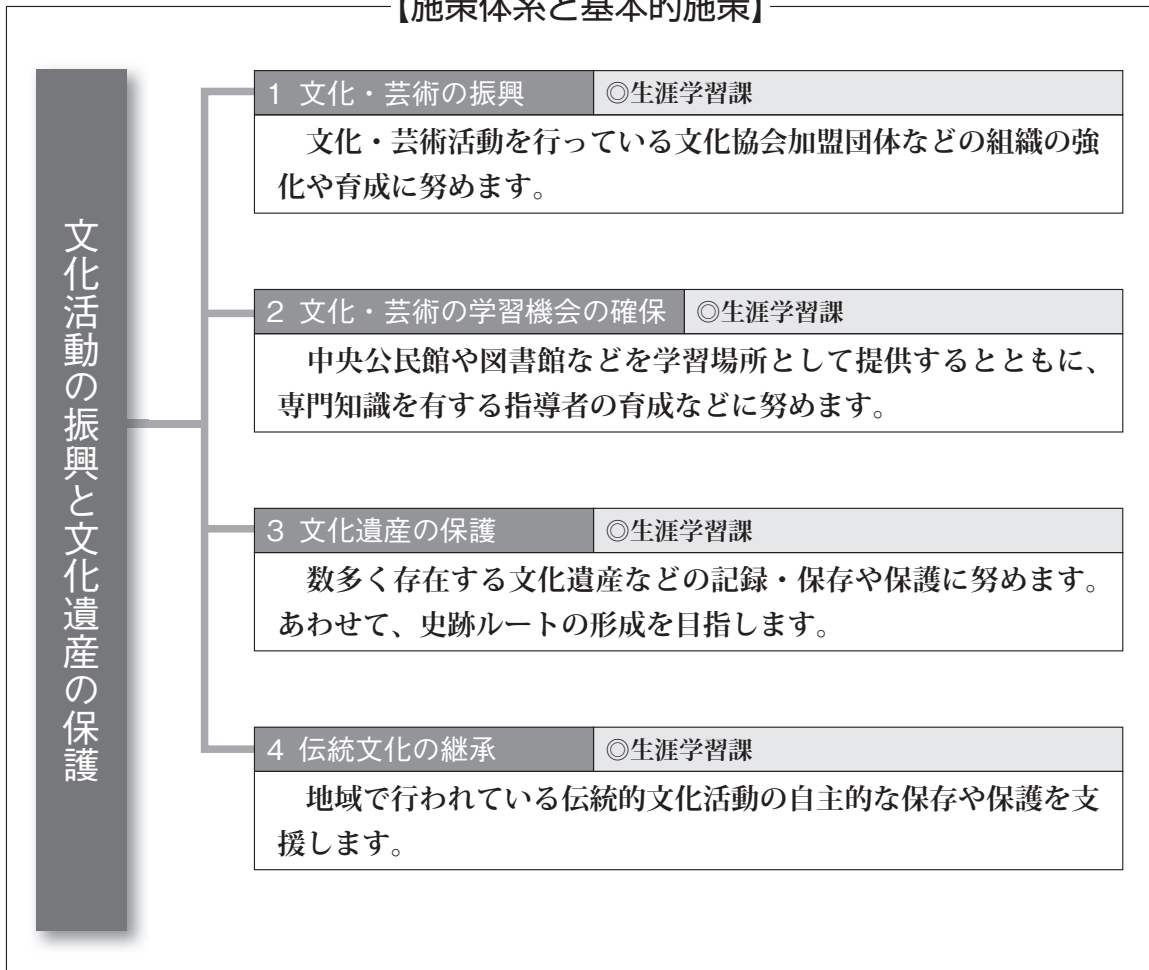 【施策体系と基本的施策】
文化活動の振興と文化遺産の保護
1 文化・芸術の振興
◎生涯学習課
文化・芸術活動を行っている文化協会加盟団体などの組織の強
化や育成に努めます。
2 文化・芸術の学習機会の確保
◎生涯学習課
中央公民館や図書館などを学習場所として提供するとともに、
専門知識を有する指導者の育成などに努めます。
3 文化遺産の保護
◎生涯学習課
数多く存在する文化遺産などの記録・保存や保護に努めます。
あわせて、史跡ルートの形成を目指します。
4 伝統文化の継承
◎生涯学習課
地域で行われている伝統的文化活動の自主的な保存や保護を支
援します。